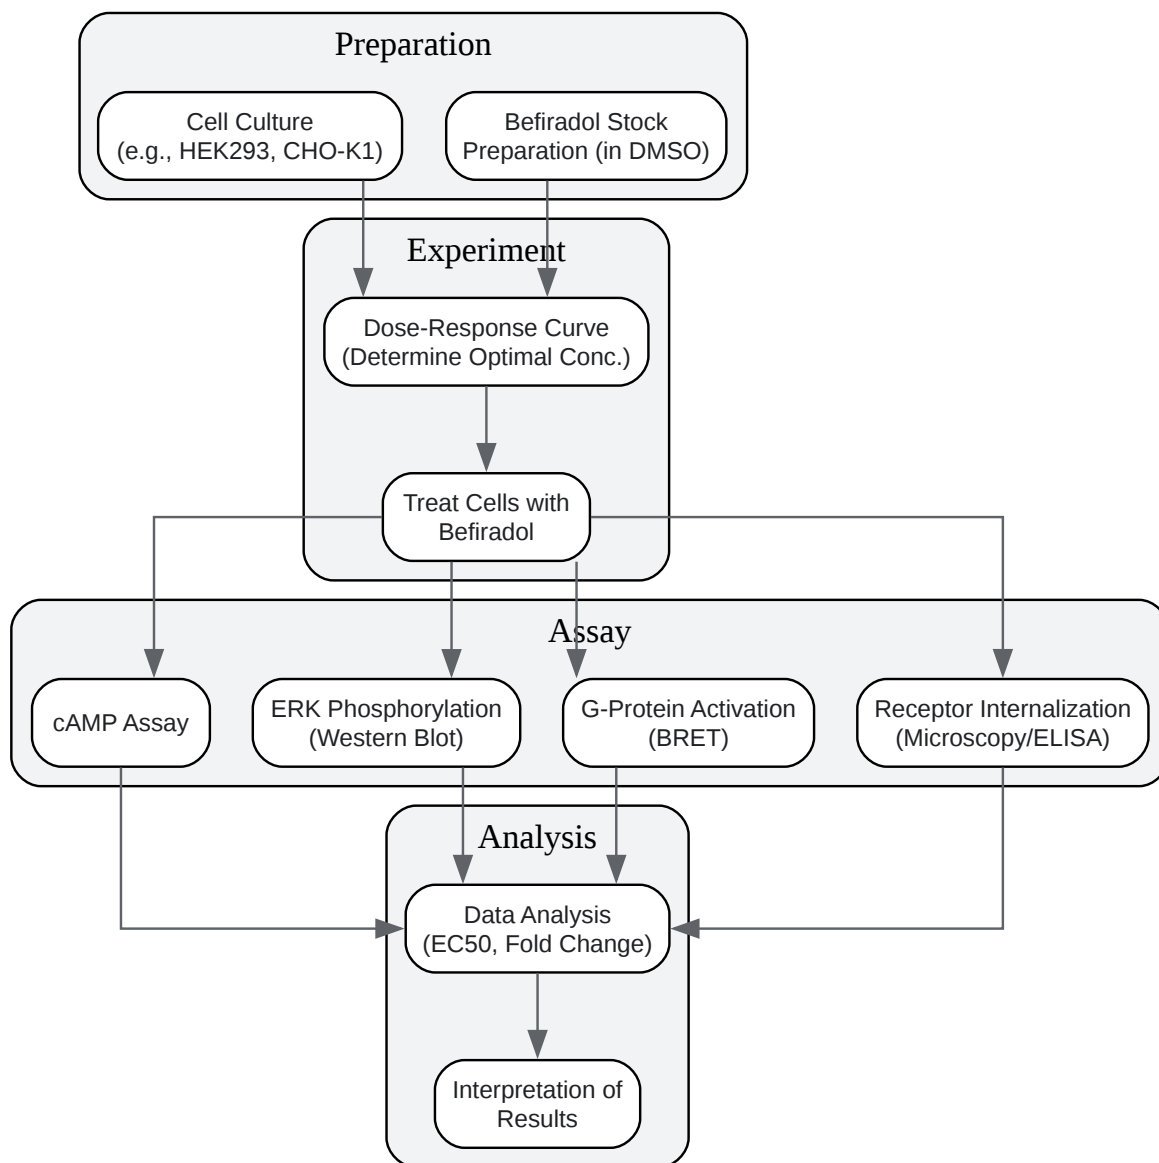 Preparation
Cell Culture
(e.g., HEK293, CHO-K1)
Befiradol Stock
Preparation (in DMSO)
Experiment
Dose-Response Curve
(Determine Optimal Conc.)
Treat Cells with
Befiradol
Assay
cAMP Assay
ERK Phosphorylation
(Western Blot)
G-Protein Activation
(BRET)
Receptor Internalization
(Microscopy/ELISA)
Analysis
Data Analysis
(EC50, Fold Change)
Interpretation of
Results